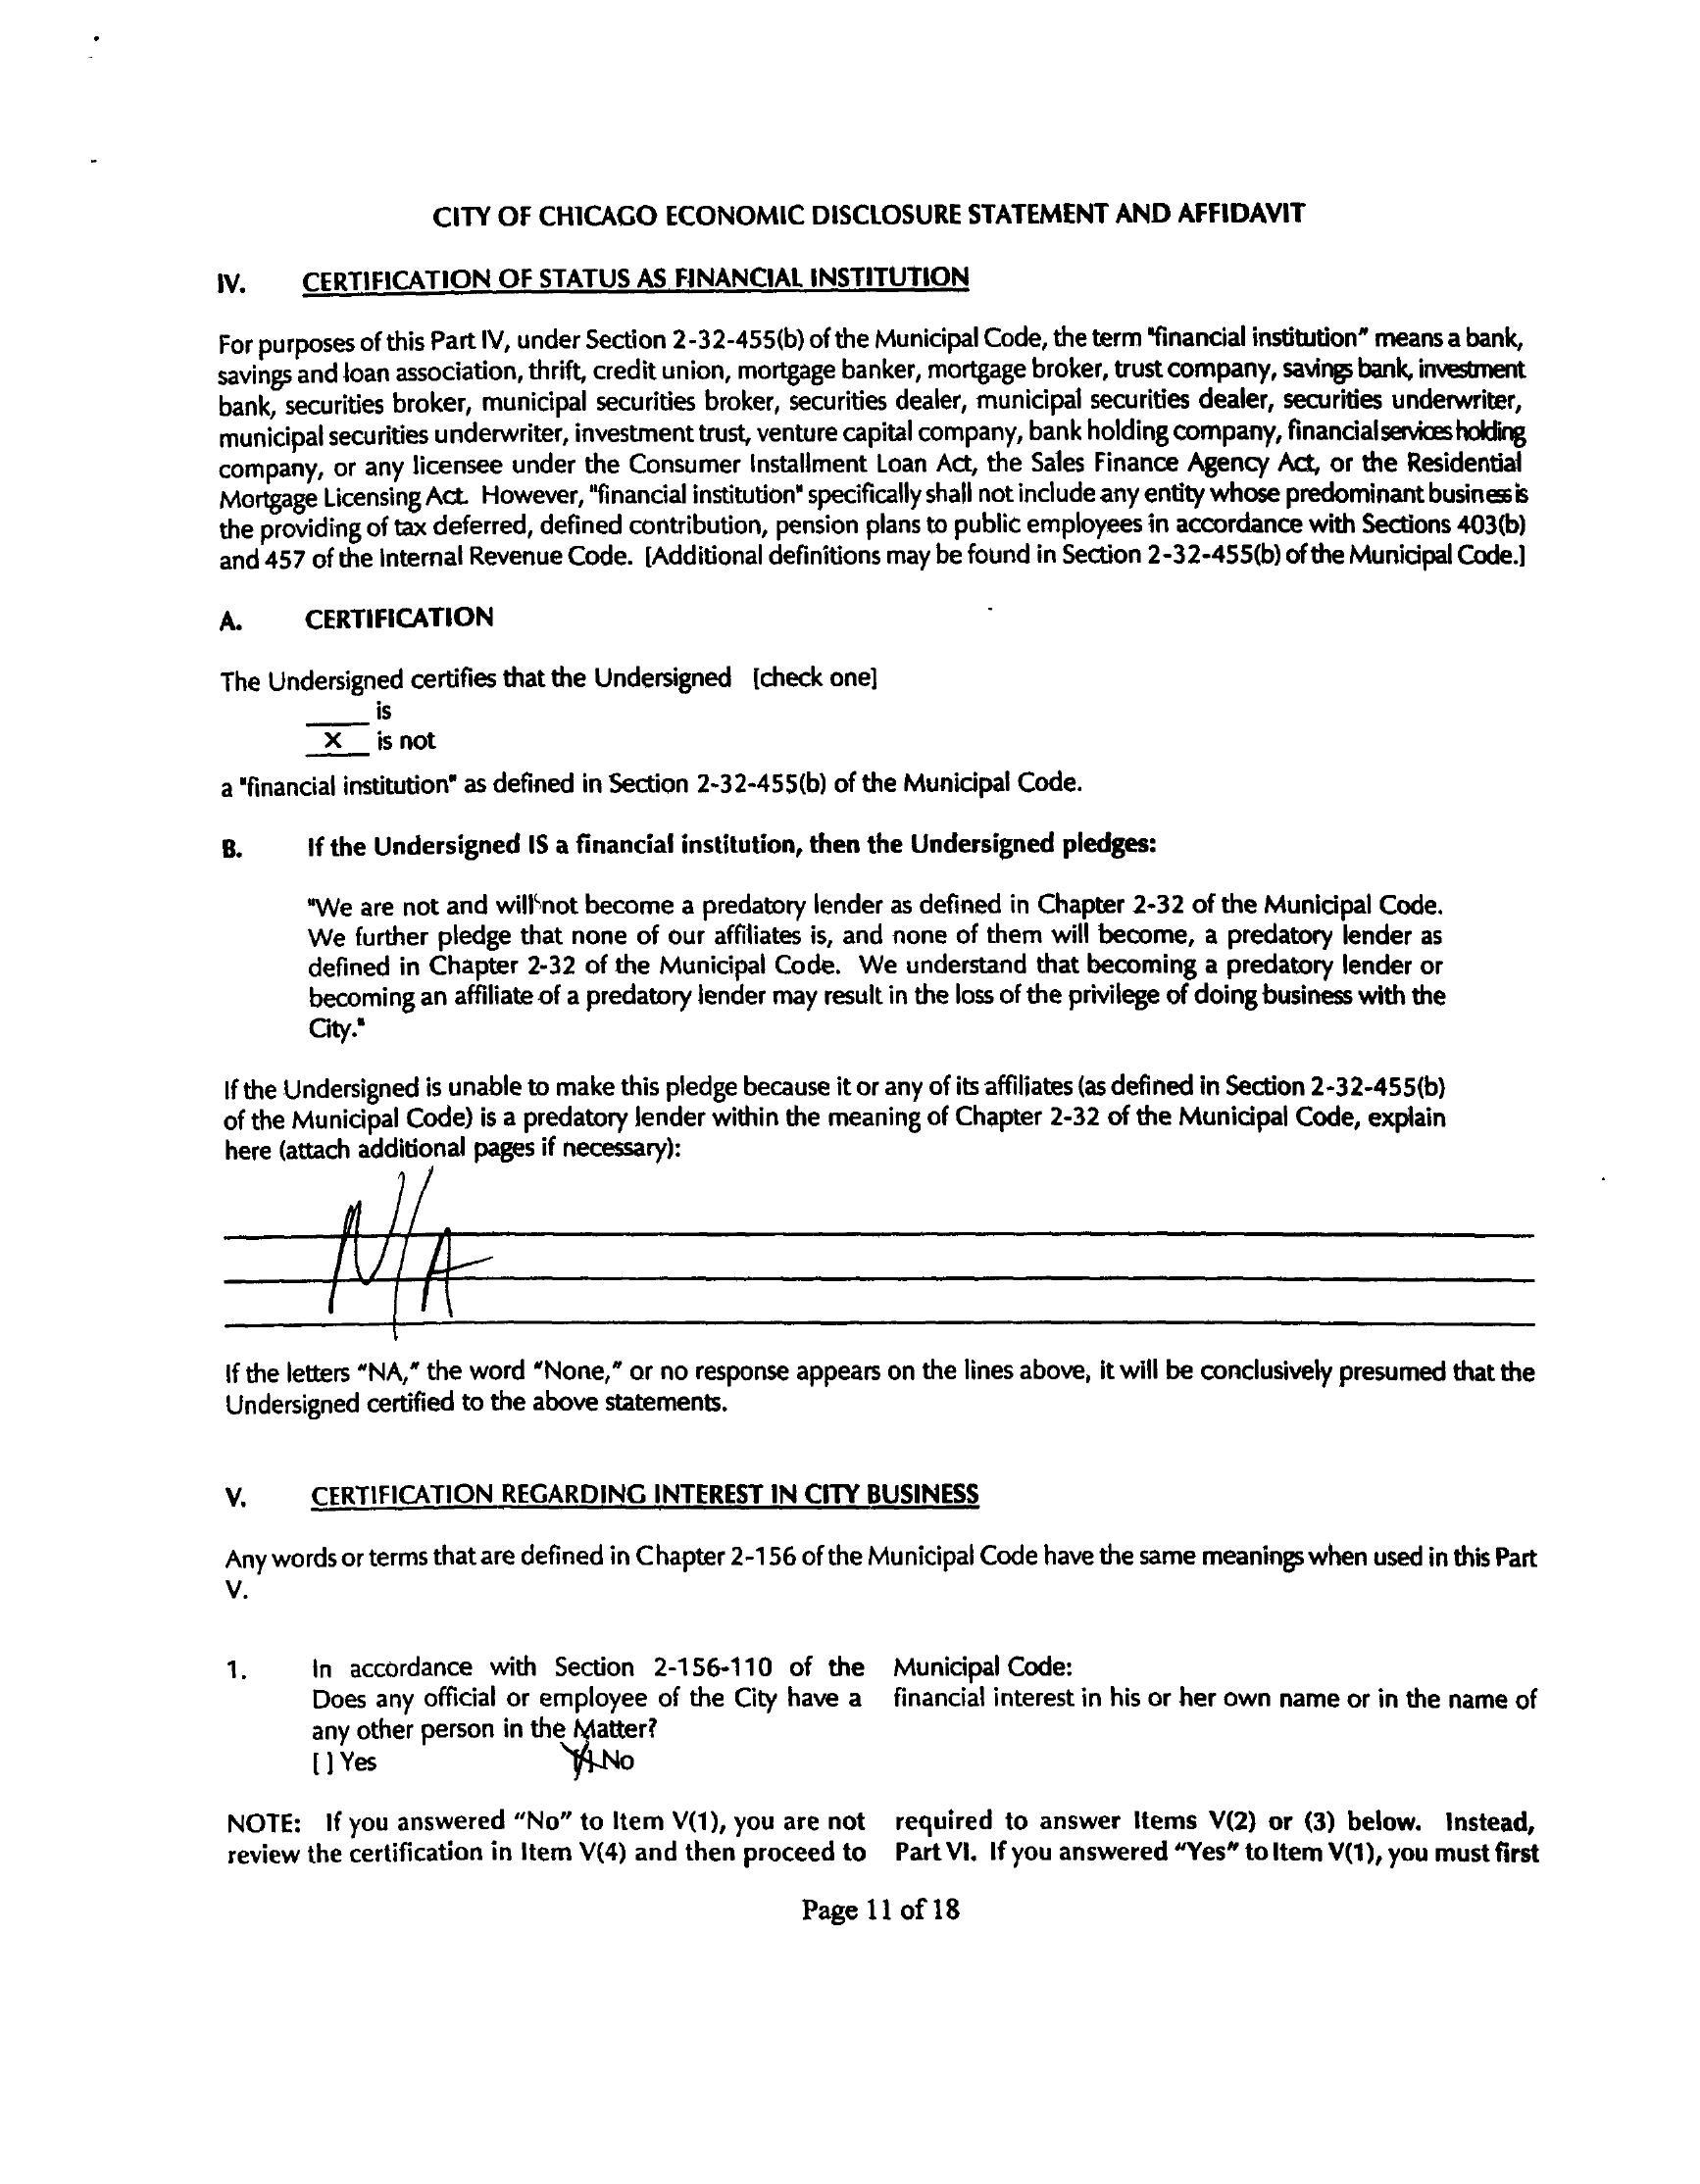 CITY OF CHICAGO ECONOMIC DISCLOSURE STATEMENT AND AFFIDAVIT
IV. CERTIFICATION OF STATUS AS FINANCIAL INSTITUTION
For purposes of this Part IV, under Section 2-32-455(b) of the Municipal Code, the term "financial institution" means a bank,
savings and loan association, thrift, credit union, mortgage banker, mortgage broker, trust company, savings bank, investment
bank, securities broker, municipal securities broker, securities dealer, municipal securities dealer, securities underwriter,
municipal securities underwriter, investment trust, venture capital company, bank holding company, financial services holding
company, or any licensee under the Consumer Installment Loan Act, the Sales Finance Agency Act, or the Residential
Mortgage Licensing Act. However, "financial institution" specifically shall not include any entity whose predominant business is
the providing of tax deferred, defined contribution, pension plans to public employees in accordance with Sections 403(b)
and 457 of the Internal Revenue Code. [Additional definitions may be found in Section 2-32-455(b) of the Municipal Code.]
A. CERTIFICATION
The Undersigned certifies that the Undersigned [check one]
____ is
X is not
a "financial institution" as defined in Section 2-32-455(b) of the Municipal Code.
B. If the Undersigned IS a financial institution, then the Undersigned pledges:
"We are not and will not become a predatory lender as defined in Chapter 2-32 of the Municipal Code.
We further pledge that none of our affiliates is, and none of them will become, a predatory lender as
defined in Chapter 2-32 of the Municipal Code. We understand that becoming a predatory lender or
becoming an affiliate of a predatory lender may result in the loss of the privilege of doing business with the
City."
If the Undersigned is unable to make this pledge because it or any of its affiliates (as defined in Section 2-32-455(b)
of the Municipal Code) is a predatory lender within the meaning of Chapter 2-32 of the Municipal Code, explain
here (attach additional pages if necessary):
N/A
If the letters "NA," the word "None," or no response appears on the lines above, it will be conclusively presumed that the
Undersigned certified to the above statements.
V. CERTIFICATION REGARDING INTEREST IN CITY BUSINESS
Any words or terms that are defined in Chapter 2-156 of the Municipal Code have the same meanings when used in this Part
V.
1. In accordance with Section 2-156-110 of the Municipal Code:
Does any official or employee of the City have a financial interest in his or her own name or in the name of
any other person in the Matter?
[ ] Yes [X] No
NOTE: If you answered "No" to Item V(1), you are not required to answer Items V(2) or (3) below. Instead,
review the certification in Item V(4) and then proceed to Part VI. If you answered "Yes" to Item V(1), you must first
Page 11 of 18